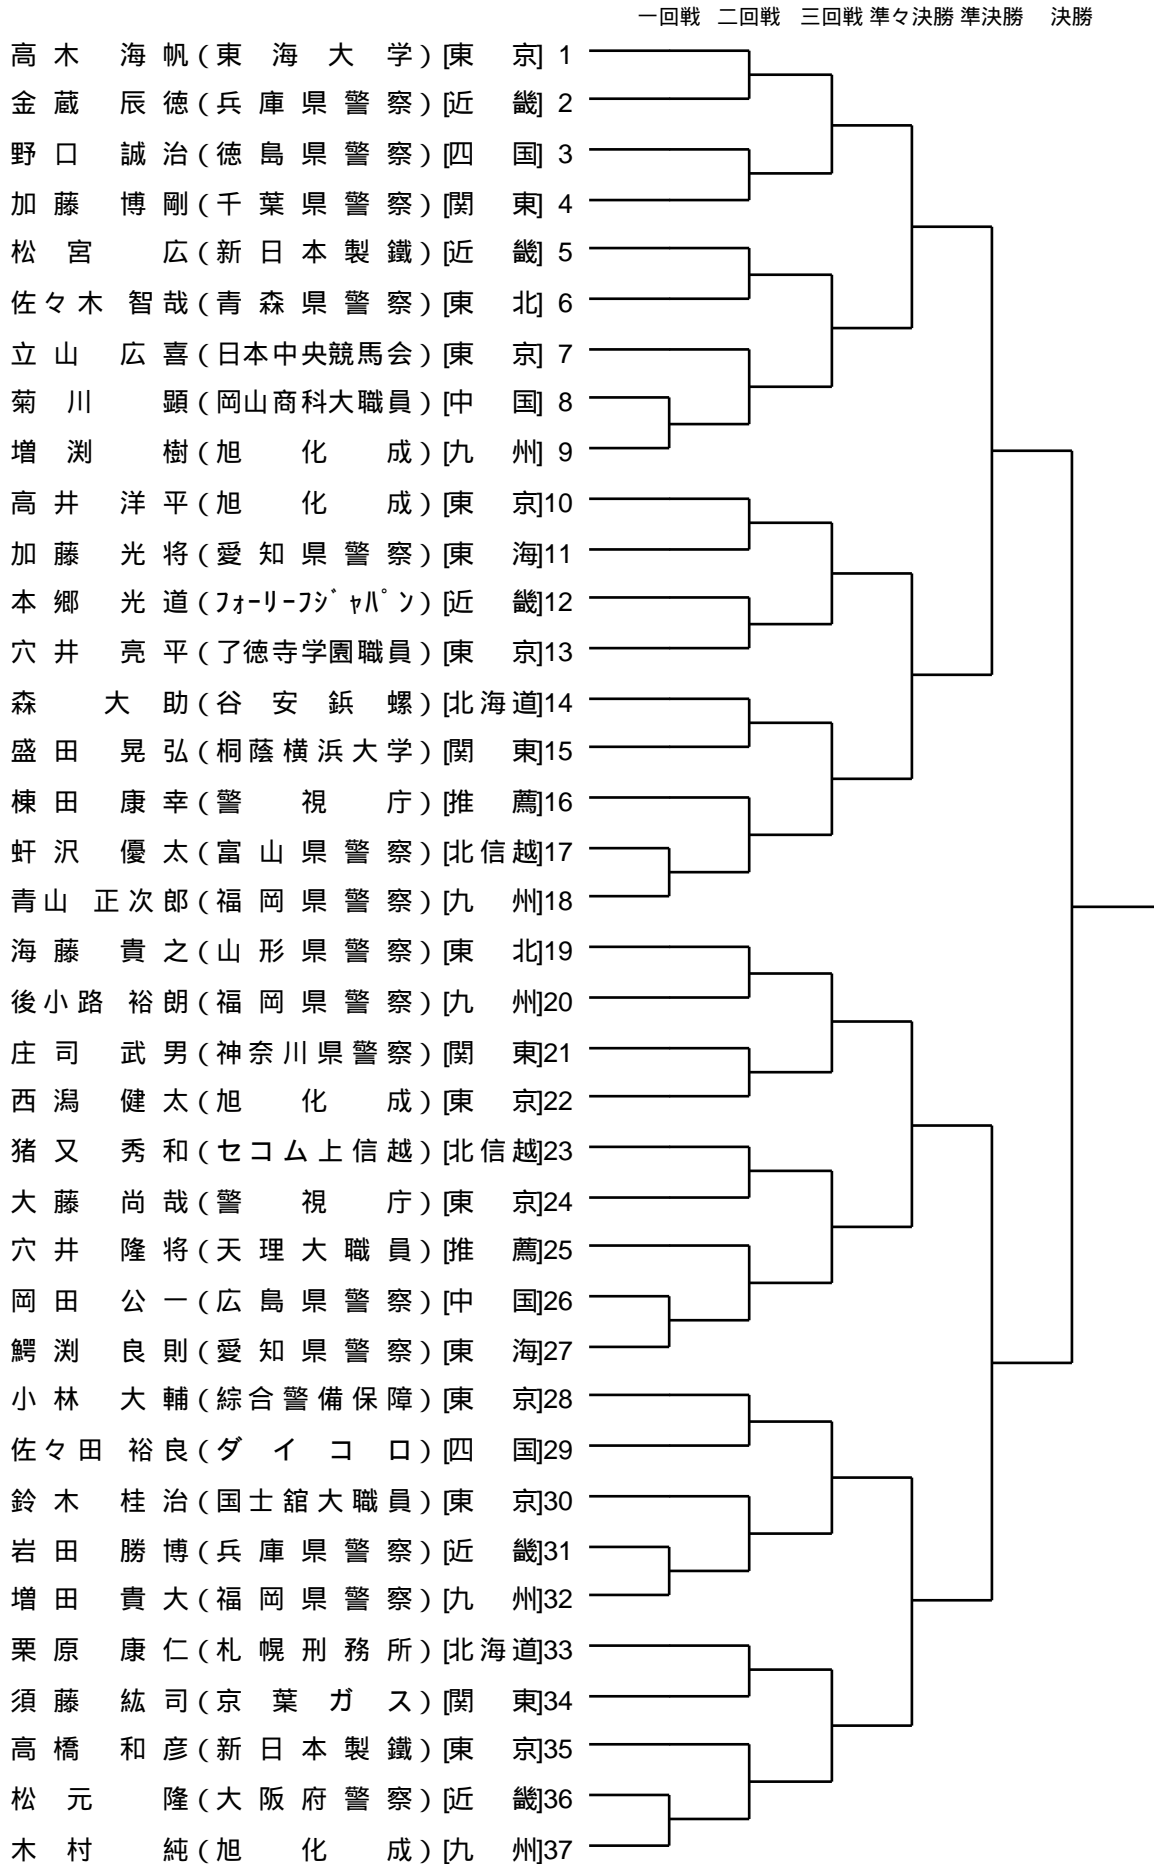 一回戦 二回戦 三回戦 準々決勝 準決勝 決勝
高木 海帆(東海大学)[東京] 1
金蔵 辰徳(兵庫県警察)[近畿] 2
野口 誠治(徳島県警察)[四国] 3
加藤 博剛(千葉県警察)[関東] 4
松宮 広(新日本製鐵)[近畿] 5
佐々木 智哉(青森県警察)[東北] 6
立山 広喜(日本中央競馬会)[東京] 7
菊川 顕(岡山商科大職員)[中国] 8
増渕 樹(旭化成)[九州] 9
高井 洋平(旭化成)[東京]10
加藤 光将(愛知県警察)[東海]11
本郷 光道(フォーリーフジャパン)[近畿]12
穴井 亮平(了徳寺学園職員)[東京]13
森 大助(谷安鋲螺)[北海道]14
盛田 晃弘(桐蔭横浜大学)[関東]15
棟田 康幸(警視庁)[推薦]16
虷沢 優太(富山県警察)[北信越]17
青山 正次郎(福岡県警察)[九州]18
海藤 貴之(山形県警察)[東北]19
後小路 裕朗(福岡県警察)[九州]20
庄司 武男(神奈川県警察)[関東]21
西潟 健太(旭化成)[東京]22
猪又 秀和(セコム上信越)[北信越]23
大藤 尚哉(警視庁)[東京]24
穴井 隆将(天理大職員)[推薦]25
岡田 公一(広島県警察)[中国]26
鰐渕 良則(愛知県警察)[東海]27
小林 大輔(綜合警備保障)[東京]28
佐々田 裕良(ダイコロ)[四国]29
鈴木 桂治(国士舘大職員)[東京]30
岩田 勝博(兵庫県警察)[近畿]31
増田 貴大(福岡県警察)[九州]32
栗原 康仁(札幌刑務所)[北海道]33
須藤 紘司(京葉ガス)[関東]34
高橋 和彦(新日本製鐵)[東京]35
松元 隆(大阪府警察)[近畿]36
木村 純(旭化成)[九州]37